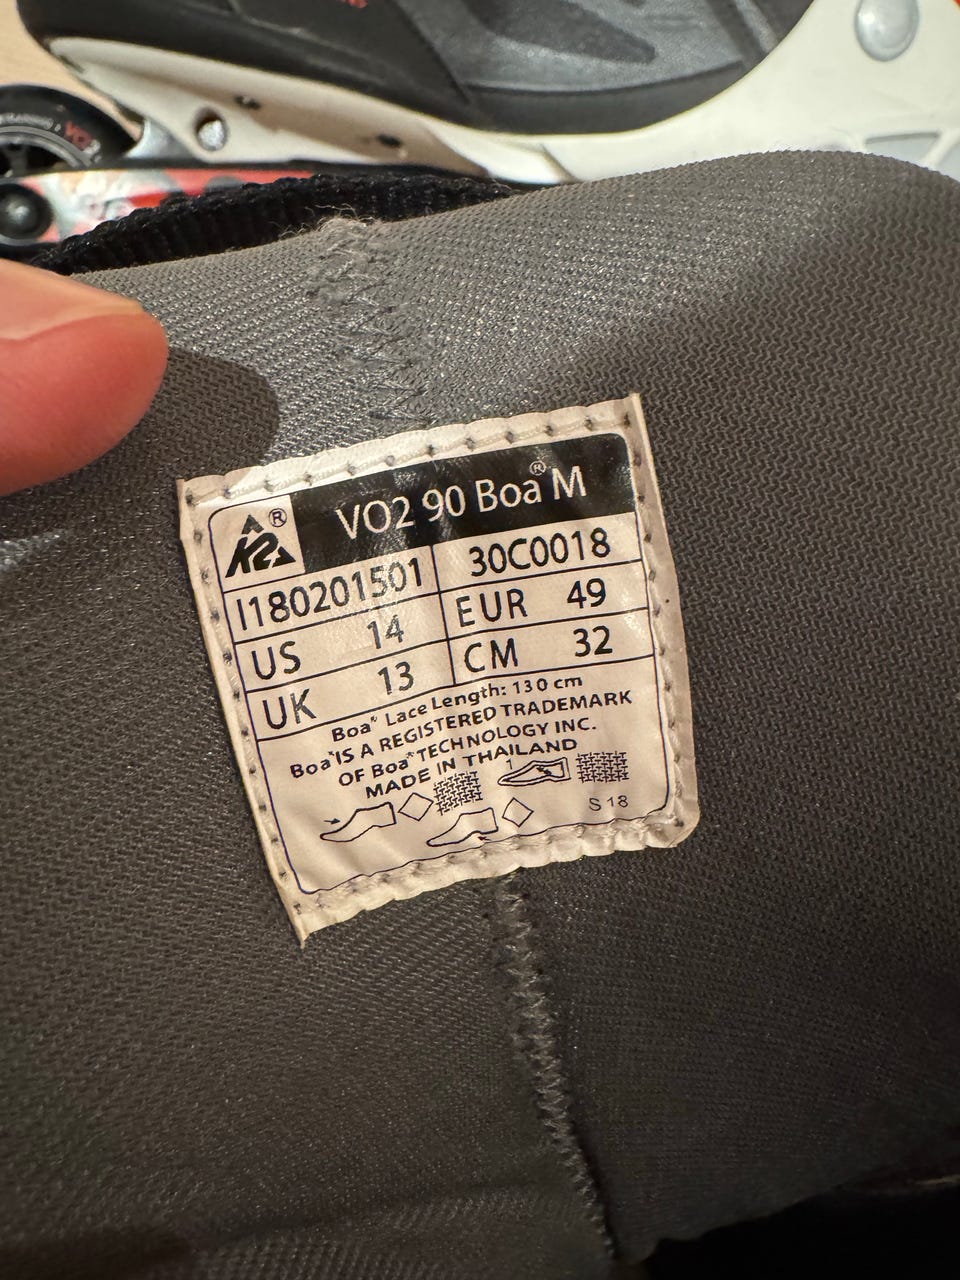 K2®
VO2 90 Boa® M
I180201501 30C0018
US 14 EUR 49
UK 13 CM 32
Boa® Lace Length: 130 cm
Boa® IS A REGISTERED TRADEMARK
OF Boa® TECHNOLOGY INC.
MADE IN THAILAND
S 18